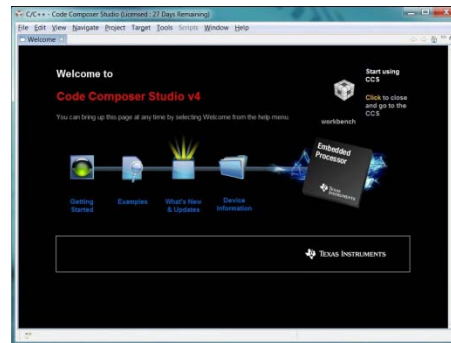 C/C++ - Code Composer Studio (Licensed : 27 Days Remaining)
File Edit View Navigate Project Target Tools Scripts Window Help
Welcome
Welcome to
Code Composer Studio v4
You can bring up this page at any time by selecting Welcome from the help menu.
workbench
Start using
CCS
Click to close
and go to the
CCS
Embedded
Processor
TEXAS
INSTRUMENTS
Getting
Started
Examples
What's New
& Updates
Device
Information
TEXAS INSTRUMENTS